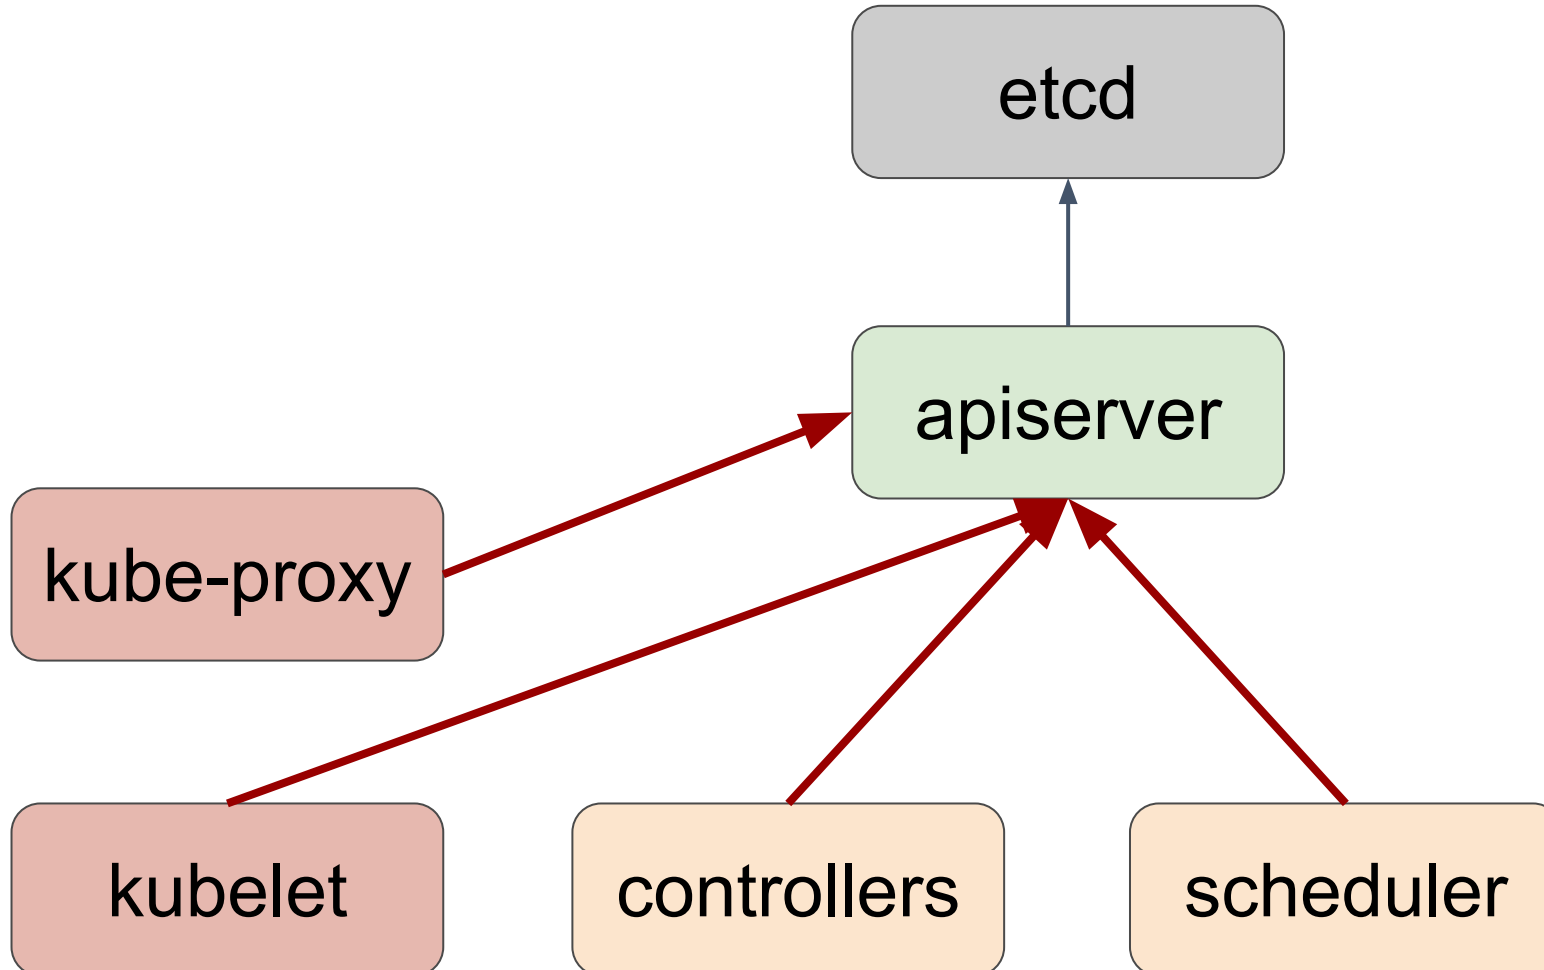 etcd
apiserver
kube-proxy
kubelet
controllers
scheduler